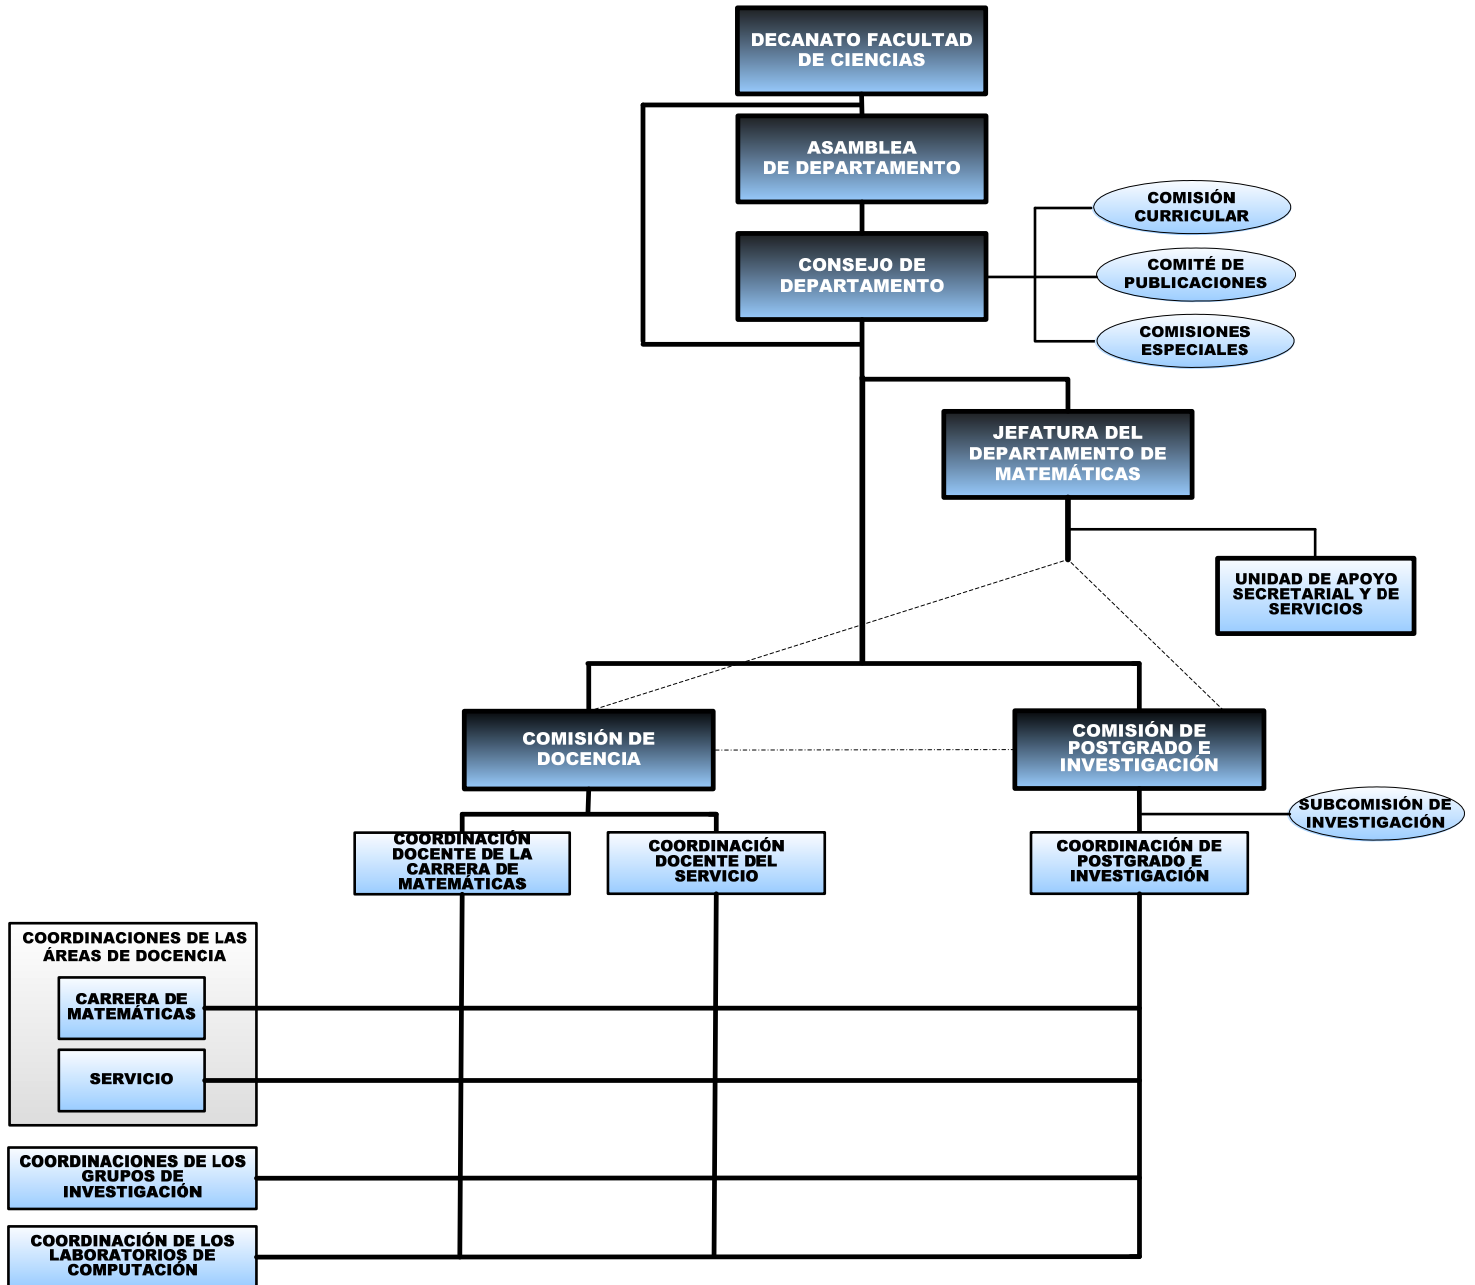 DECANATO FACULTAD
DE CIENCIAS
ASAMBLEA
DE DEPARTAMENTO
CONSEJO DE
DEPARTAMENTO
COMISIÓN
CURRICULAR
COMITÉ DE
PUBLICACIONES
COMISIONES
ESPECIALES
JEFATURA DEL
DEPARTAMENTO DE
MATEMÁTICAS
UNIDAD DE APOYO
SECRETARIAL Y DE
SERVICIOS
COMISIÓN DE
DOCENCIA
COMISIÓN DE
POSTGRADO E
INVESTIGACIÓN
SUBCOMISIÓN DE
INVESTIGACIÓN
COORDINACIÓN
DOCENTE DE LA
CARRERA DE
MATEMÁTICAS
COORDINACIÓN
DOCENTE DEL
SERVICIO
COORDINACIÓN DE
POSTGRADO E
INVESTIGACIÓN
COORDINACIONES DE LAS
ÁREAS DE DOCENCIA
CARRERA DE
MATEMÁTICAS
SERVICIO
COORDINACIONES DE LOS
GRUPOS DE
INVESTIGACIÓN
COORDINACIÓN DE LOS
LABORATORIOS DE
COMPUTACIÓN